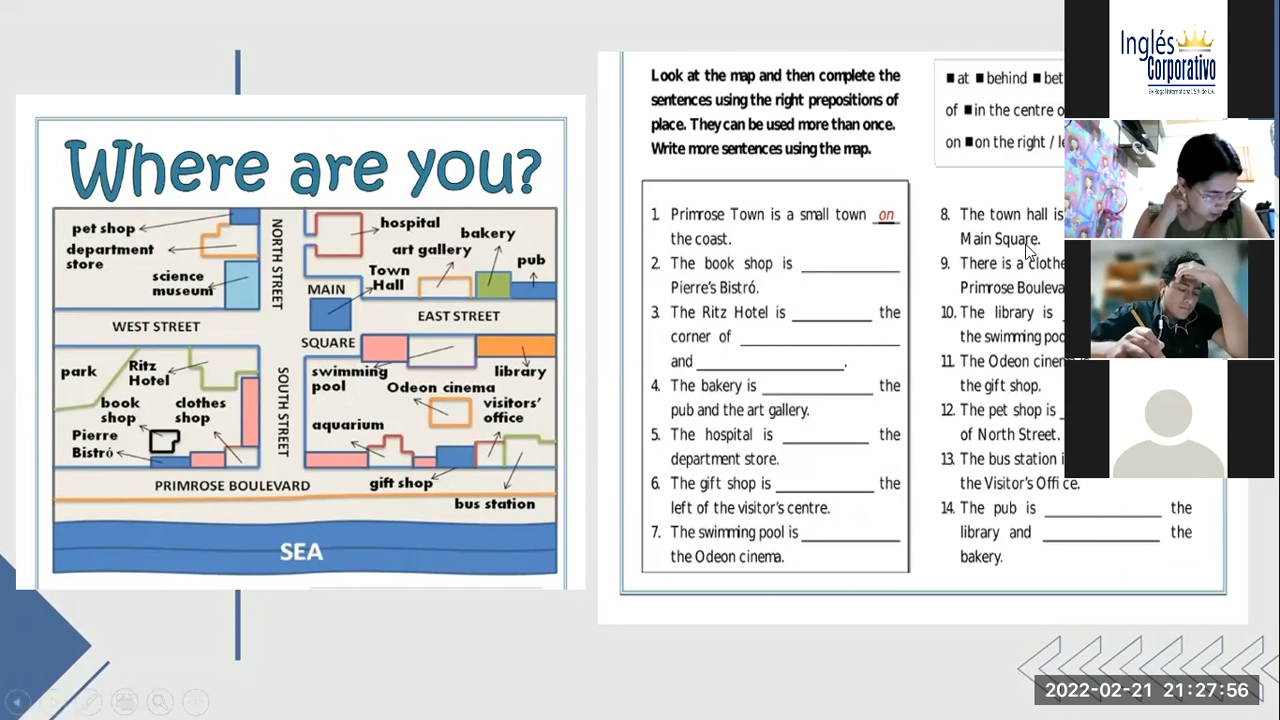 Where are you?
pet shop
department
store
science
museum
NORTH STREET
hospital
art gallery
bakery
pub
Town
Hall
MAIN
SQUARE
EAST STREET
WEST STREET
park
Ritz
Hotel
book
shop
clothes
shop
Pierre
Bistró
SOUTH STREET
swimming
pool
library
Odeon cinema
visitors'
office
aquarium
gift shop
bus station
PRIMROSE BOULEVARD
SEA
Look at the map and then complete the
sentences using the right prepositions of
place. They can be used more than once.
Write more sentences using the map.
■ at ■ behind ■
of ■ in the centre
on ■ on the right /
1. Primrose Town is a small town on
the coast.
2. The book shop is ___________
Pierre's Bistró.
3. The Ritz Hotel is ___________ the
corner of ___________
and ___________.
4. The bakery is ___________ the
pub and the art gallery.
5. The hospital is ___________ the
department store.
6. The gift shop is ___________ the
left of the visitor's centre.
7. The swimming pool is ___________
the Odeon cinema.
8. The town hall is
Main Square.
9. There is a
Primrose
10. The library is
the swimming
11. The Odeon
the gift shop.
12. The pet shop is
of North Street.
13. The bus station
the Visitor's Office.
14. The pub is ___________ the
library and ___________ the
bakery.
Inglés
Corporativo
2022-02-21 21:27:56